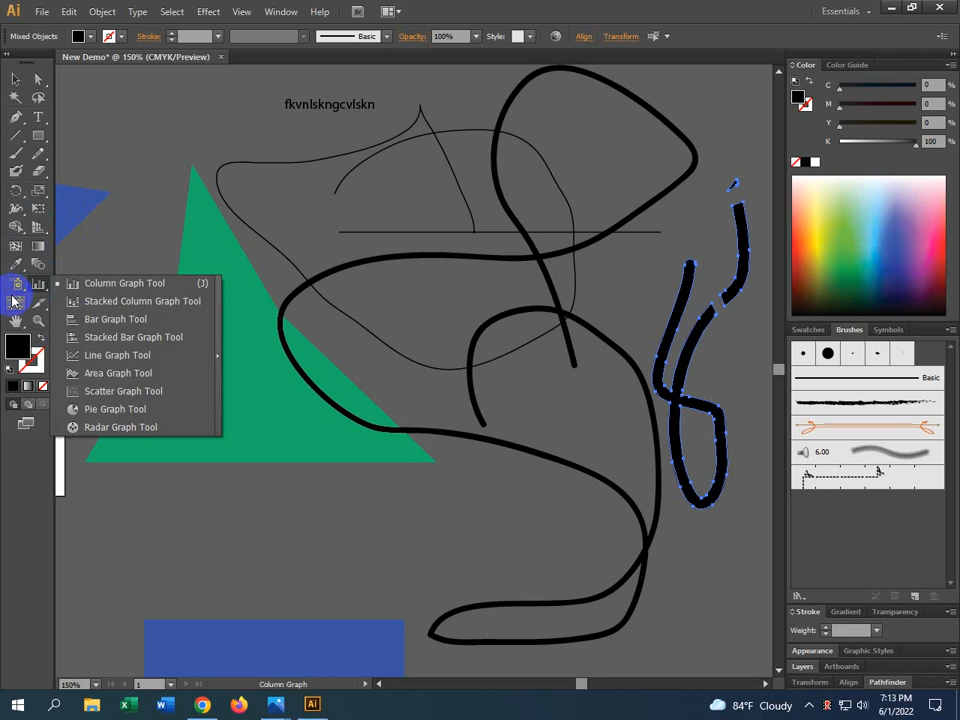 Ai File Edit Object Type Select Effect View Window Help Br Essentials
Mixed Objects Stroke: Basic Opacity: 100% Style: Align Transform
New Demo* @ 150% (CMYK/Preview) ×
Color Color Guide
C 0 %
M 0 %
Y 0 %
K 100 %
fkvnlskngcvlskn
Column Graph Tool (J)
Stacked Column Graph Tool
Bar Graph Tool
Stacked Bar Graph Tool
Line Graph Tool
Area Graph Tool
Scatter Graph Tool
Pie Graph Tool
Radar Graph Tool
Swatches Brushes Symbols
Basic
6.00
Stroke Gradient Transparency
Weight:
Appearance Graphic Styles
Layers Artboards
Transform Align Pathfinder
150% 1 Column Graph
84°F Cloudy
7:13 PM
6/1/2022